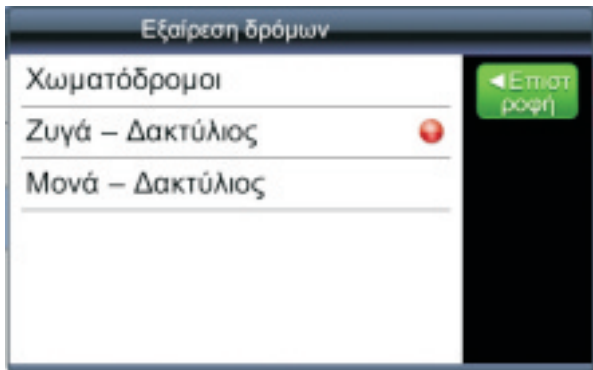 Εξαίρεση δρόμων
Χωματόδρομοι
◄Επιστ
ροφή
Ζυγά – Δακτύλιος
Μονά – Δακτύλιος